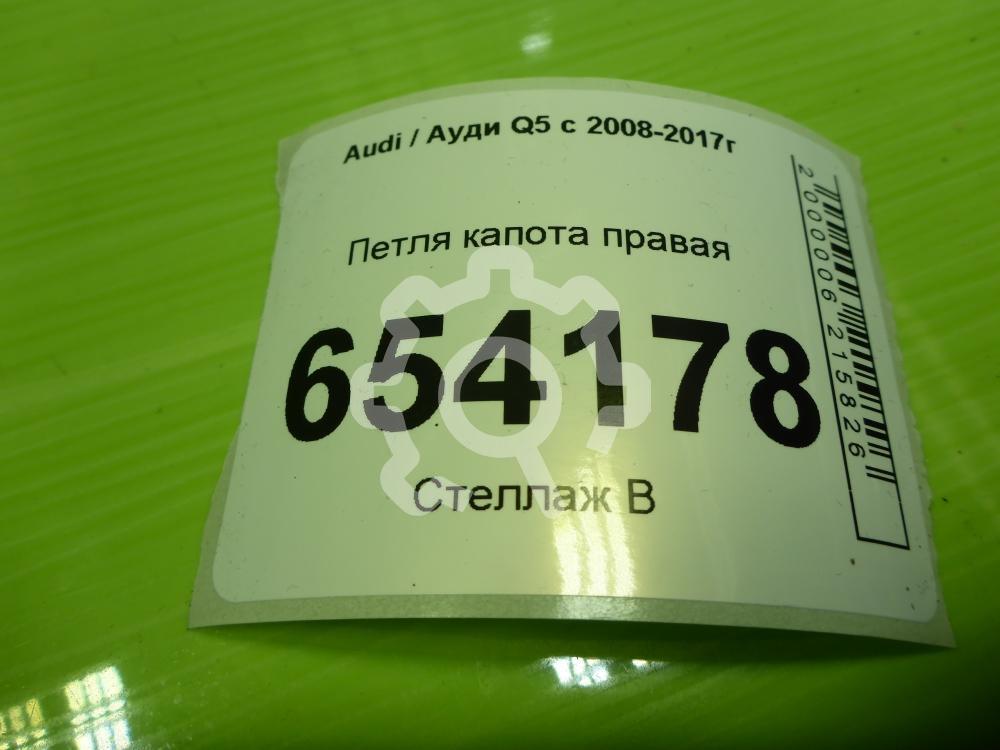 Audi / Ауди Q5 с 2008-2017г
Петля капота правая
654178
Стеллаж В
2000006215826